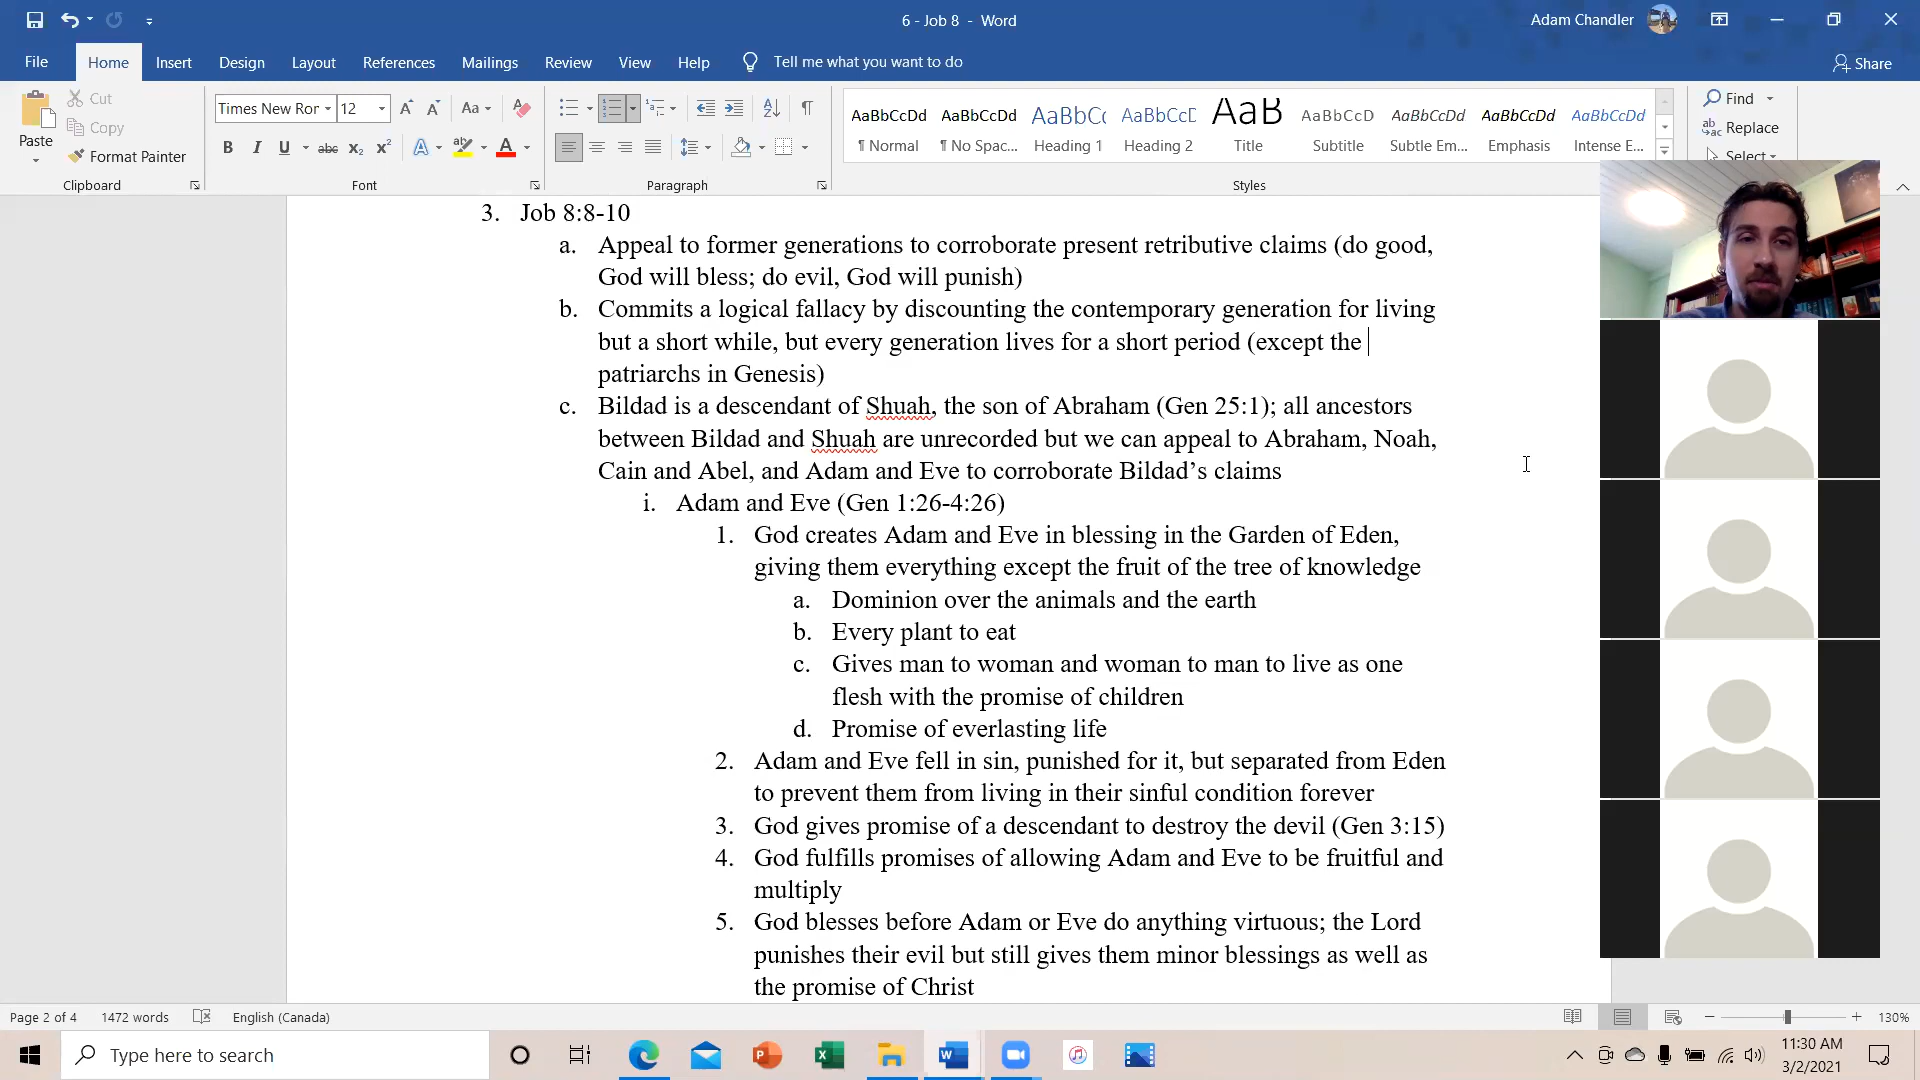 6 - Job 8 - Word
Adam Chandler
File Home Insert Design Layout References Mailings Review View Help Tell me what you want to do Share
Paste
Cut
Copy
Format Painter
Clipboard
Times New Ror 12
Font
Paragraph
AaBbCcDd AaBbCcDd AaBbCc AaBbCcD AaB AaBbCcD AaBbCcDd AaBbCcDd AaBbCcDd
¶ Normal ¶ No Spac... Heading 1 Heading 2 Title Subtitle Subtle Em... Emphasis Intense E...
Styles
Find
Replace
Select
3. Job 8:8-10
a. Appeal to former generations to corroborate present retributive claims (do good,
God will bless; do evil, God will punish)
b. Commits a logical fallacy by discounting the contemporary generation for living
but a short while, but every generation lives for a short period (except the
patriarchs in Genesis)
c. Bildad is a descendant of Shuah, the son of Abraham (Gen 25:1); all ancestors
between Bildad and Shuah are unrecorded but we can appeal to Abraham, Noah,
Cain and Abel, and Adam and Eve to corroborate Bildad’s claims
i. Adam and Eve (Gen 1:26-4:26)
1. God creates Adam and Eve in blessing in the Garden of Eden,
giving them everything except the fruit of the tree of knowledge
a. Dominion over the animals and the earth
b. Every plant to eat
c. Gives man to woman and woman to man to live as one
flesh with the promise of children
d. Promise of everlasting life
2. Adam and Eve fell in sin, punished for it, but separated from Eden
to prevent them from living in their sinful condition forever
3. God gives promise of a descendant to destroy the devil (Gen 3:15)
4. God fulfills promises of allowing Adam and Eve to be fruitful and
multiply
5. God blesses before Adam or Eve do anything virtuous; the Lord
punishes their evil but still gives them minor blessings as well as
the promise of Christ
Page 2 of 4 1472 words English (Canada) 130%
Type here to search
11:30 AM
3/2/2021